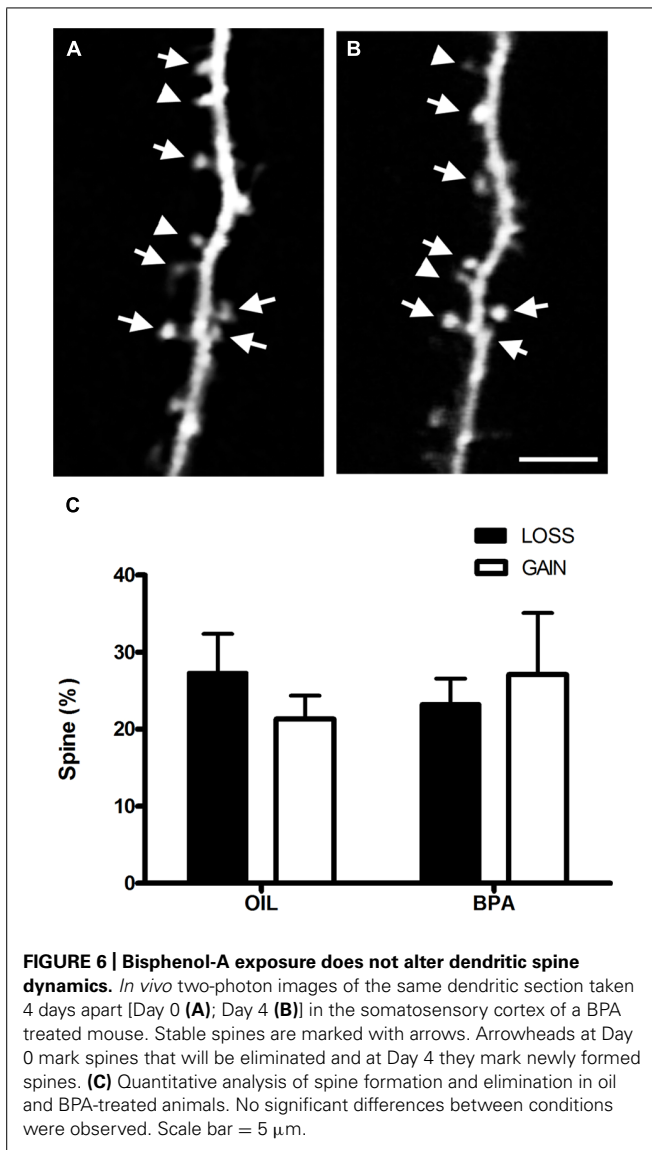 A
B
C
LOSS
GAIN
40
30
20
10
0
Spine (%)
OIL
BPA
FIGURE 6 | Bisphenol-A exposure does not alter dendritic spine
dynamics. In vivo two-photon images of the same dendritic section taken
4 days apart [Day 0 (A); Day 4 (B)] in the somatosensory cortex of a BPA
treated mouse. Stable spines are marked with arrows. Arrowheads at Day
0 mark spines that will be eliminated and at Day 4 they mark newly formed
spines. (C) Quantitative analysis of spine formation and elimination in oil
and BPA-treated animals. No significant differences between conditions
were observed. Scale bar = 5 μm.